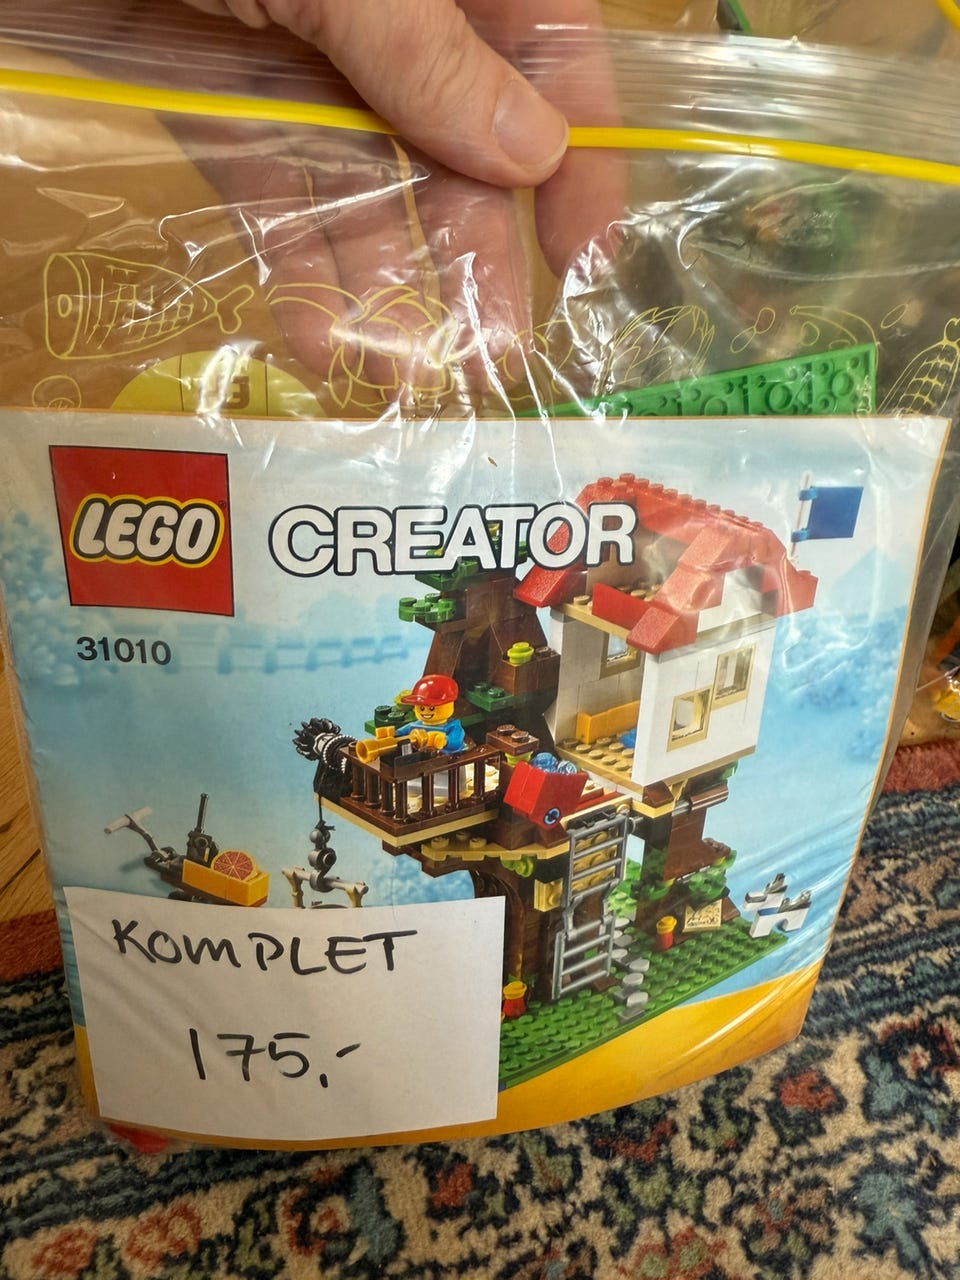 LEGO CREATOR
31010
KOMPLET
175,-